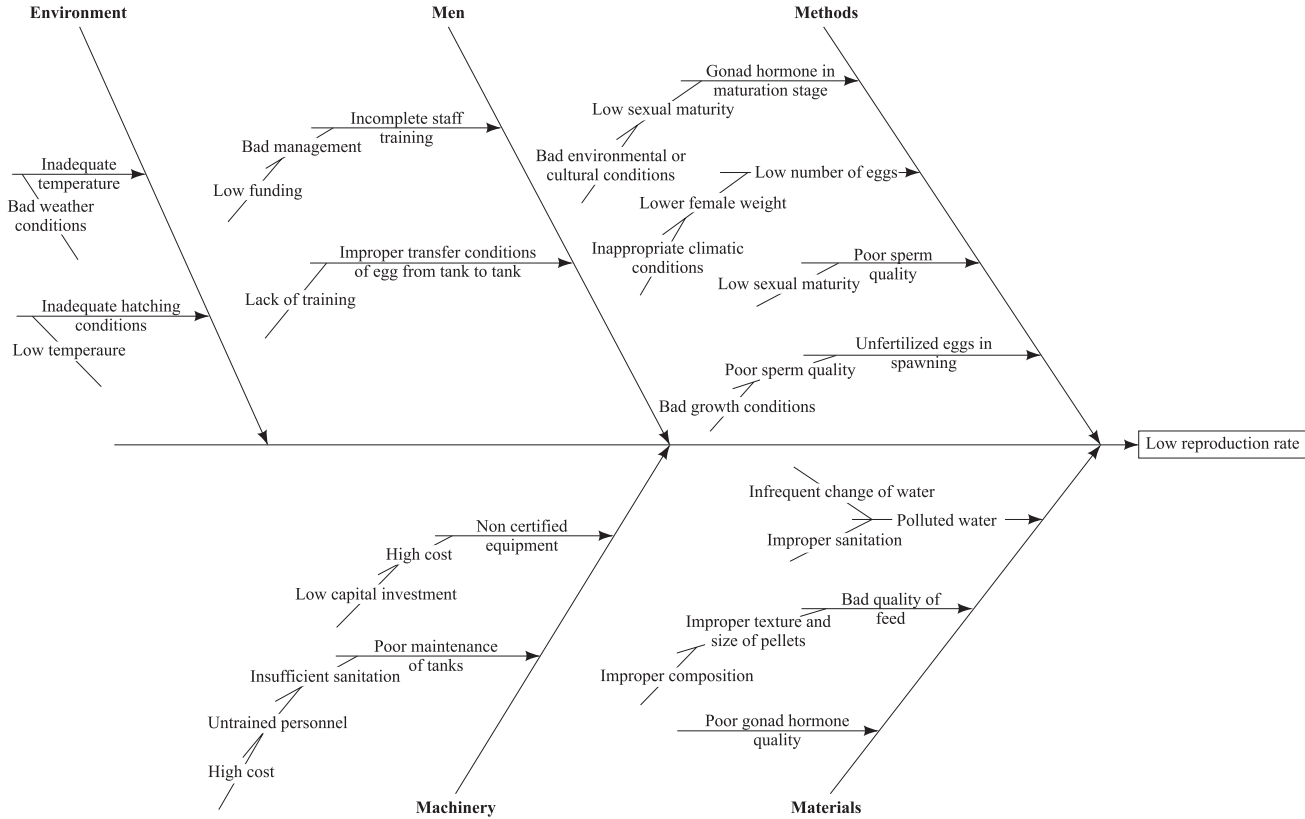 Environment
Men
Methods
Gonad hormone in
maturation stage
Low sexual maturity
Bad environmental or
cultural conditions
Incomplete staff
training
Bad management
Low funding
Inadequate
temperature
Bad weather
conditions
Low number of eggs
Lower female weight
Inappropriate climatic
conditions
Improper transfer conditions
of egg from tank to tank
Lack of training
Poor sperm
quality
Low sexual maturity
Inadequate hatching
conditions
Low temperaure
Unfertilized eggs in
spawning
Poor sperm quality
Bad growth conditions
Low reproduction rate
Infrequent change of water
Polluted water
Improper sanitation
Non certified
equipment
High cost
Low capital investment
Bad quality of
feed
Improper texture and
size of pellets
Improper composition
Poor maintenance
of tanks
Insufficient sanitation
Untrained personnel
High cost
Poor gonad hormone
quality
Machinery
Materials